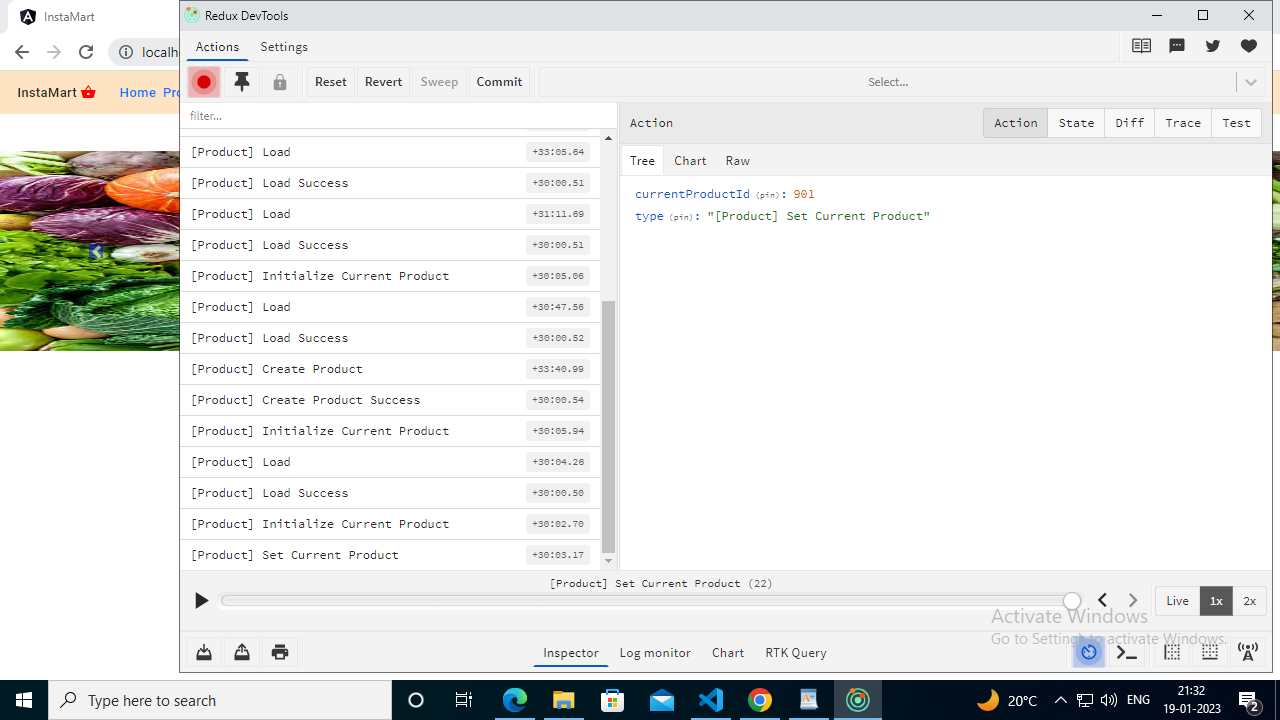 InstaMart
Redux DevTools
localh
Actions Settings
Reset Revert Sweep Commit Select...
InstaMart Home Pro
filter...
Action Action State Diff Trace Test
Tree Chart Raw
[Product] Load +33:05.64
[Product] Load Success +30:00.51
[Product] Load +31:11.69
[Product] Load Success +30:00.51
[Product] Initialize Current Product +30:05.06
[Product] Load +30:47.56
[Product] Load Success +30:00.52
[Product] Create Product +33:40.99
[Product] Create Product Success +30:00.54
[Product] Initialize Current Product +30:05.94
[Product] Load +30:04.26
[Product] Load Success +30:00.50
[Product] Initialize Current Product +30:02.70
[Product] Set Current Product +30:03.17
currentProductId (pin): 901
type (pin): "[Product] Set Current Product"
[Product] Set Current Product (22)
Live 1x 2x
Activate Windows
Go to Settings to activate Windows.
Inspector Log monitor Chart RTK Query
Type here to search
20°C
ENG
21:32
19-01-2023
2